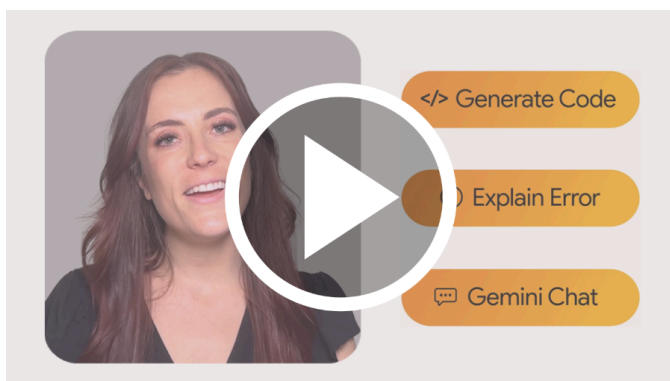 </> Generate Code
Explain Error
Gemini Chat